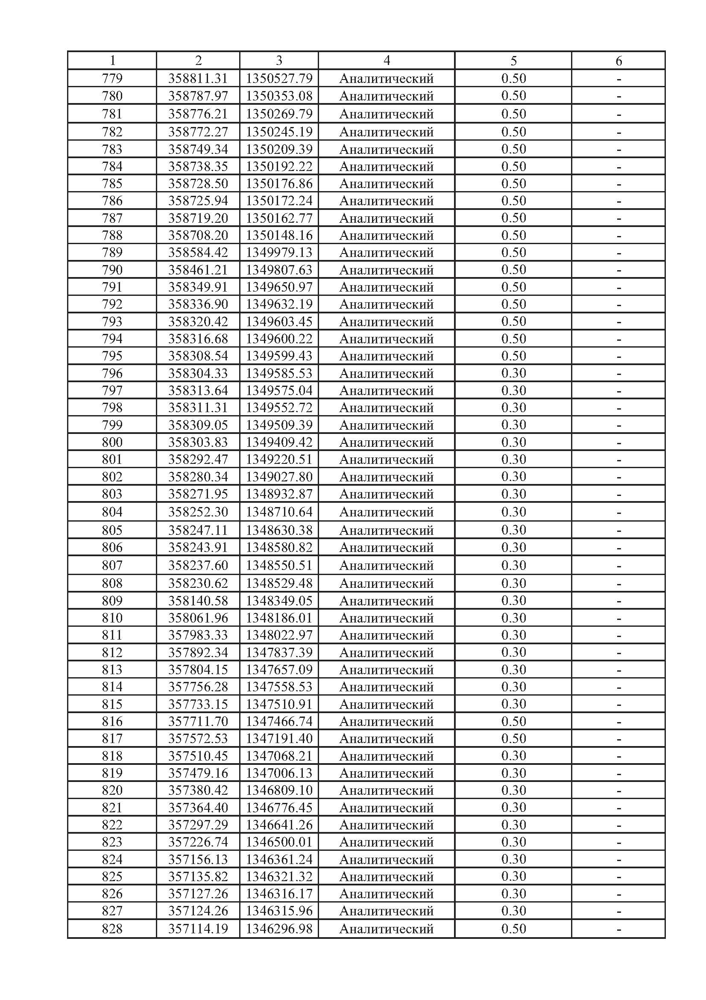 1 2 3 4 5 6
779 358811.31 1350527.79 Аналитический 0.50 -
780 358787.97 1350353.08 Аналитический 0.50 -
781 358776.21 1350269.79 Аналитический 0.50 -
782 358772.27 1350245.19 Аналитический 0.50 -
783 358749.34 1350209.39 Аналитический 0.50 -
784 358738.35 1350192.22 Аналитический 0.50 -
785 358728.50 1350176.86 Аналитический 0.50 -
786 358725.94 1350172.24 Аналитический 0.50 -
787 358719.20 1350162.77 Аналитический 0.50 -
788 358708.20 1350148.16 Аналитический 0.50 -
789 358584.42 1349979.13 Аналитический 0.50 -
790 358461.21 1349807.63 Аналитический 0.50 -
791 358349.91 1349650.97 Аналитический 0.50 -
792 358336.90 1349632.19 Аналитический 0.50 -
793 358320.42 1349603.45 Аналитический 0.50 -
794 358316.68 1349600.22 Аналитический 0.50 -
795 358308.54 1349599.43 Аналитический 0.50 -
796 358304.33 1349585.53 Аналитический 0.30 -
797 358313.64 1349575.04 Аналитический 0.30 -
798 358311.31 1349552.72 Аналитический 0.30 -
799 358309.05 1349509.39 Аналитический 0.30 -
800 358303.83 1349409.42 Аналитический 0.30 -
801 358292.47 1349220.51 Аналитический 0.30 -
802 358280.34 1349027.80 Аналитический 0.30 -
803 358271.95 1348932.87 Аналитический 0.30 -
804 358252.30 1348710.64 Аналитический 0.30 -
805 358247.11 1348630.38 Аналитический 0.30 -
806 358243.91 1348580.82 Аналитический 0.30 -
807 358237.60 1348550.51 Аналитический 0.30 -
808 358230.62 1348529.48 Аналитический 0.30 -
809 358140.58 1348349.05 Аналитический 0.30 -
810 358061.96 1348186.01 Аналитический 0.30 -
811 357983.33 1348022.97 Аналитический 0.30 -
812 357892.34 1347837.39 Аналитический 0.30 -
813 357804.15 1347657.09 Аналитический 0.30 -
814 357756.28 1347558.53 Аналитический 0.30 -
815 357733.15 1347510.91 Аналитический 0.30 -
816 357711.70 1347466.74 Аналитический 0.50 -
817 357572.53 1347191.40 Аналитический 0.50 -
818 357510.45 1347068.21 Аналитический 0.30 -
819 357479.16 1347006.13 Аналитический 0.30 -
820 357380.42 1346809.10 Аналитический 0.30 -
821 357364.40 1346776.45 Аналитический 0.30 -
822 357297.29 1346641.26 Аналитический 0.30 -
823 357226.74 1346500.01 Аналитический 0.30 -
824 357156.13 1346361.24 Аналитический 0.30 -
825 357135.82 1346321.32 Аналитический 0.30 -
826 357127.26 1346316.17 Аналитический 0.30 -
827 357124.26 1346315.96 Аналитический 0.30 -
828 357114.19 1346296.98 Аналитический 0.50 -